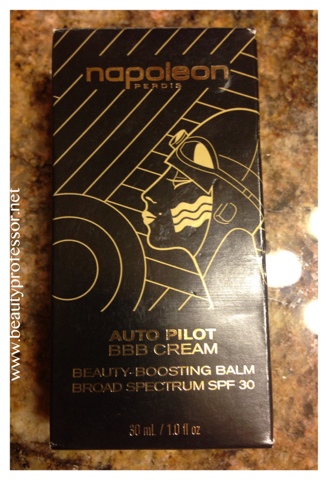 napoleon
PERDIS
AUTO PILOT
BBB CREAM
BEAUTY-BOOSTING BALM
BROAD SPECTRUM SPF 30
30 mL / 1.0 fl oz
www.beautyprofessor.net